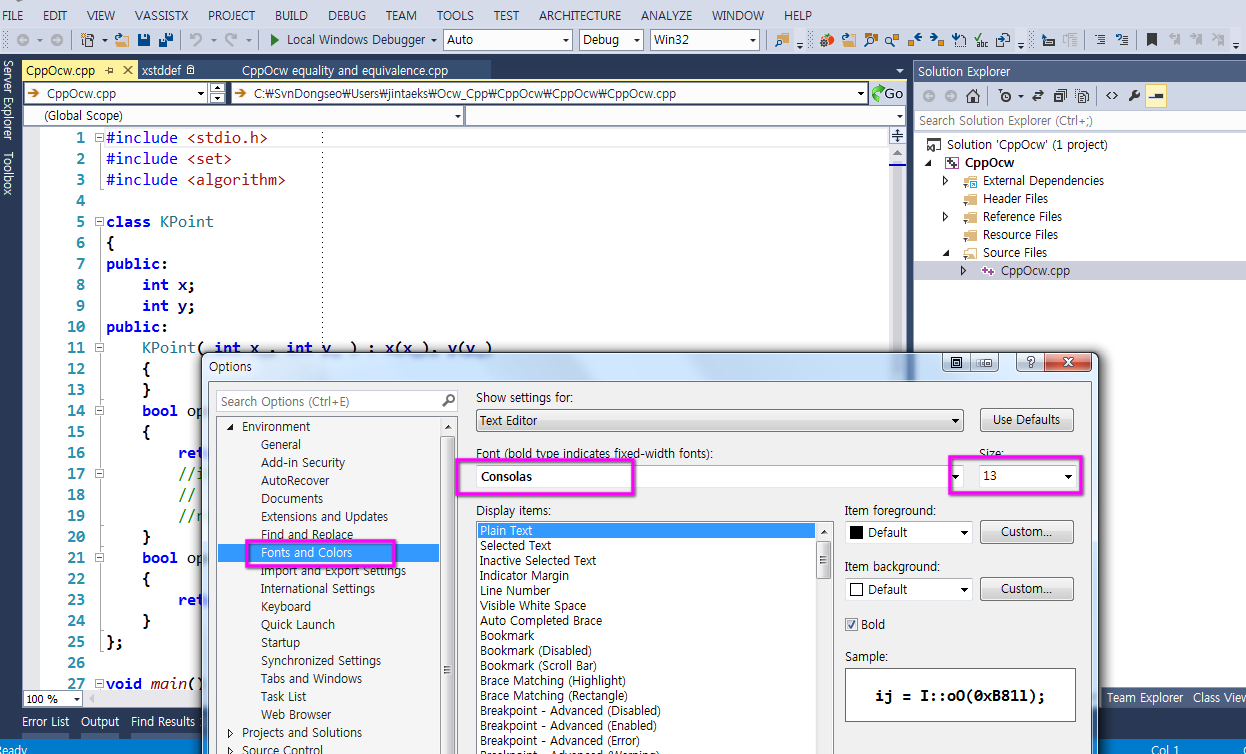 FILE EDIT VIEW VASSISTX PROJECT BUILD DEBUG TEAM TOOLS TEST ARCHITECTURE ANALYZE WINDOW HELP
Local Windows Debugger Auto Debug Win32
Server Explorer
Toolbox
CppOcw.cpp xstddef CppOcw equality and equivalence.cpp
CppOcw.cpp C:₩SvnDongseo₩Users₩jintaeks₩Ocw_Cpp₩CppOcw₩CppOcw₩CppOcw.cpp Go
(Global Scope)
1 #include <stdio.h>
2 #include <set>
3 #include <algorithm>
4
5 class KPoint
6 {
7 public:
8 int x;
9 int y;
10 public:
11 KPoint( int x_, int y_ ) : x(x_), y(y_)
12 {
13 }
14 bool op
15 {
16 ret
17 //i
18 //
19 //r
20 }
21 bool op
22 {
23 ret
24 }
25 };
26
27 void main()
100 %
Error List Output Find Results
Ready
Col 1
Solution Explorer
Search Solution Explorer (Ctrl+;)
Solution 'CppOcw' (1 project)
CppOcw
External Dependencies
Header Files
Reference Files
Resource Files
Source Files
CppOcw.cpp
Team Explorer Class View
Options
Search Options (Ctrl+E)
Environment
General
Add-in Security
AutoRecover
Documents
Extensions and Updates
Find and Replace
Fonts and Colors
Import and Export Settings
International Settings
Keyboard
Quick Launch
Startup
Synchronized Settings
Tabs and Windows
Task List
Web Browser
Projects and Solutions
Source Control
Show settings for:
Text Editor Use Defaults
Font (bold type indicates fixed-width fonts): Size:
Consolas 13
Display items:
Plain Text
Selected Text
Inactive Selected Text
Indicator Margin
Line Number
Visible White Space
Auto Completed Brace
Bookmark
Bookmark (Disabled)
Bookmark (Scroll Bar)
Brace Matching (Highlight)
Brace Matching (Rectangle)
Breakpoint - Advanced (Disabled)
Breakpoint - Advanced (Enabled)
Breakpoint - Advanced (Error)
Breakpoint - Advanced (Warning)
Item foreground:
Default Custom...
Item background:
Default Custom...
Bold
Sample:
ij = I::oO(0xB81l);